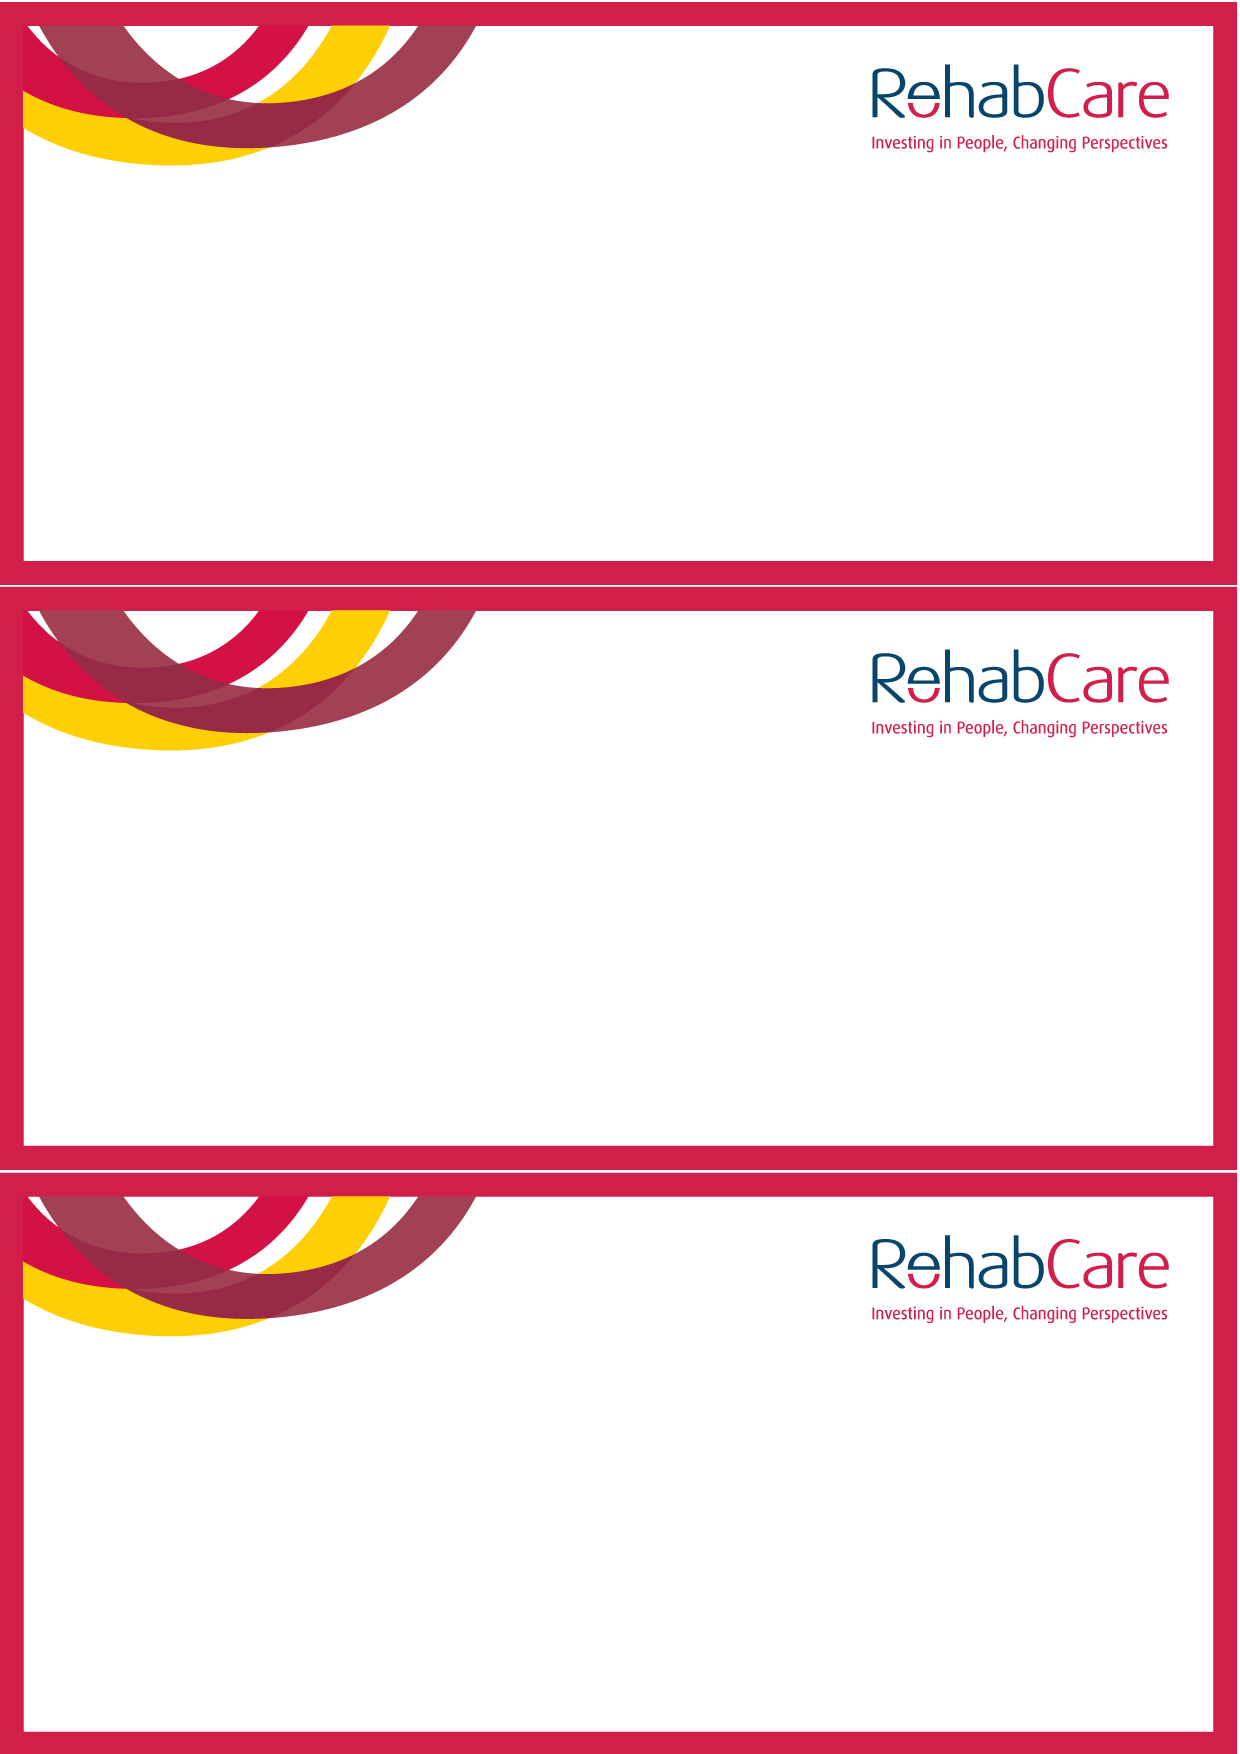 RehabCare
Investing in People, Changing Perspectives
RehabCare
Investing in People, Changing Perspectives
RehabCare
Investing in People, Changing Perspectives